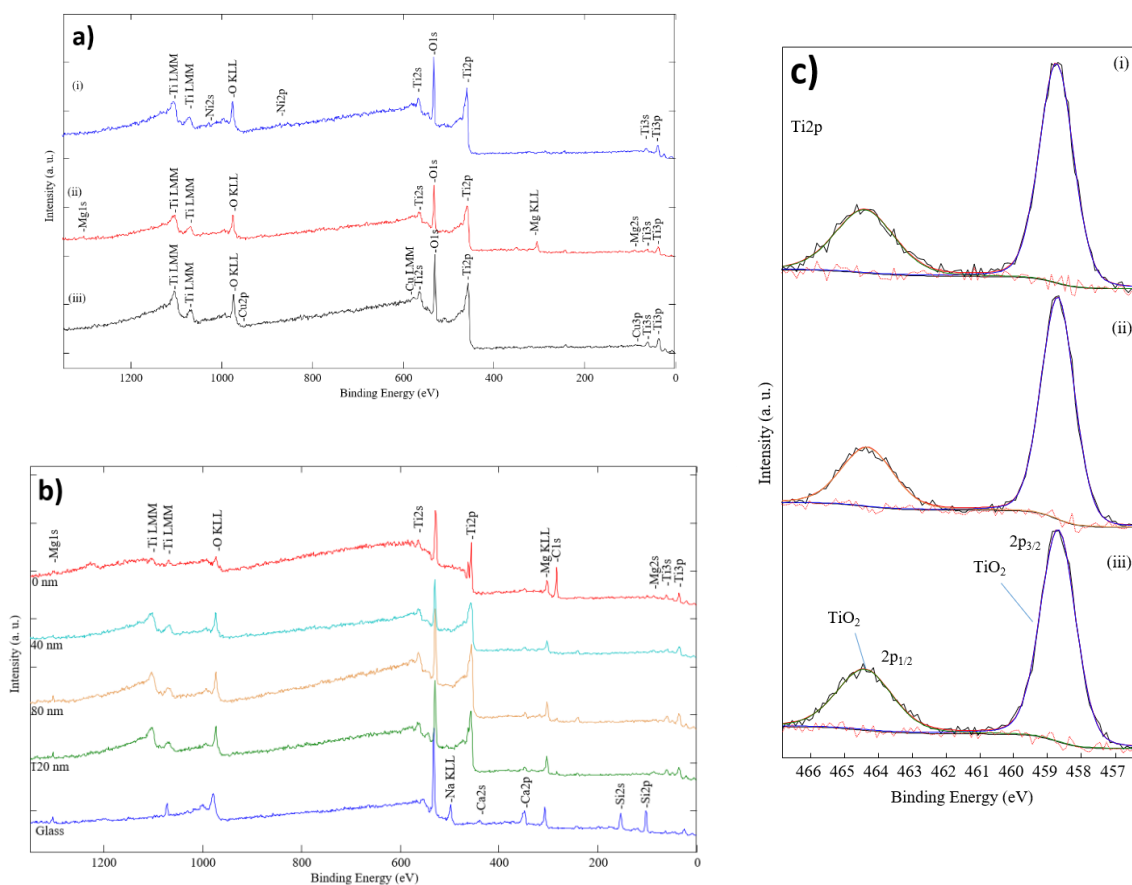 a)
(i)
-Ti LMM
-Ti LMM
-Ni2s
-O KLL
-Ni2p
-Ti2s
-O1s
-Ti2p
-Ti3s
-Ti3p
(ii)
-Mg1s
-Ti LMM
-Ti LMM
-O KLL
-Ti2s
-O1s
-Ti2p
-Mg KLL
-Mg2s
-Ti3s
-Ti3p
(iii)
-Ti LMM
-Ti LMM
-O KLL
-Cu2p
-Cu LMM
-Ti2s
-O1s
-Ti2p
-Cu3p
-Ti3s
-Ti3p
Intensity (a. u.)
1200 1000 800 600 400 200 0
Binding Energy (eV)
b)
-Mg1s
-Ti LMM
-Ti LMM
-O KLL
-Ti2s
-Ti2p
-Mg KLL
-C1s
-Mg2s
-Ti3s
-Ti3p
0 nm
40 nm
80 nm
120 nm
Glass
-Na KLL
-Ca2s
-Ca2p
-Si2s
-Si2p
Intensity (a. u.)
1200 1000 800 600 400 200 0
Binding Energy (eV)
c)
(i)
Ti2p
(ii)
(iii)
2p3/2
TiO2
TiO2
2p1/2
Intensity (a. u.)
466 465 464 463 462 461 460 459 458 457
Binding Energy (eV)